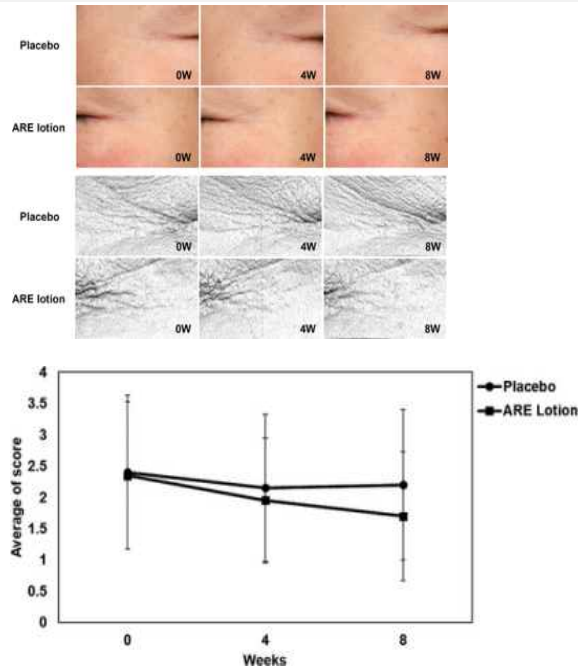 Placebo
0W
4W
8W
ARE lotion
0W
4W
8W
Placebo
0W
4W
8W
ARE lotion
0W
4W
8W
4
3.5
3
2.5
2
1.5
1
0.5
0
Average of score
0
4
8
Weeks
Placebo
ARE Lotion